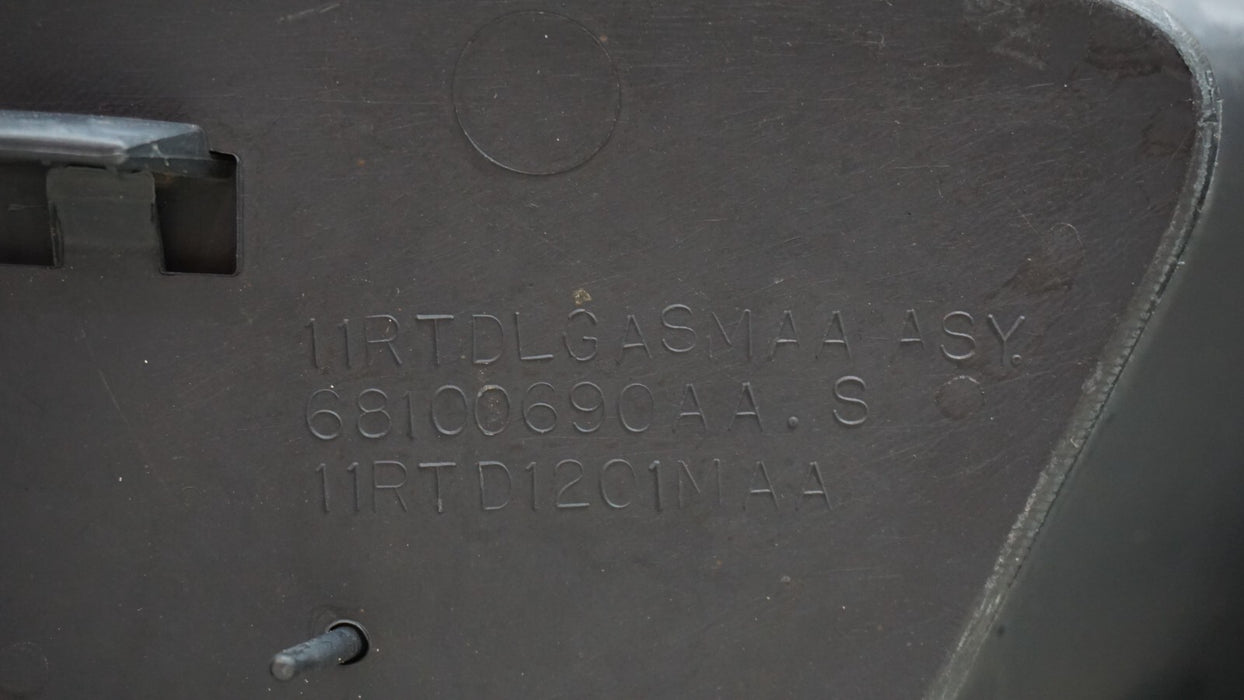 11RTDLGASMAA ASY.
68100690AA.S
11RTD1201MAA